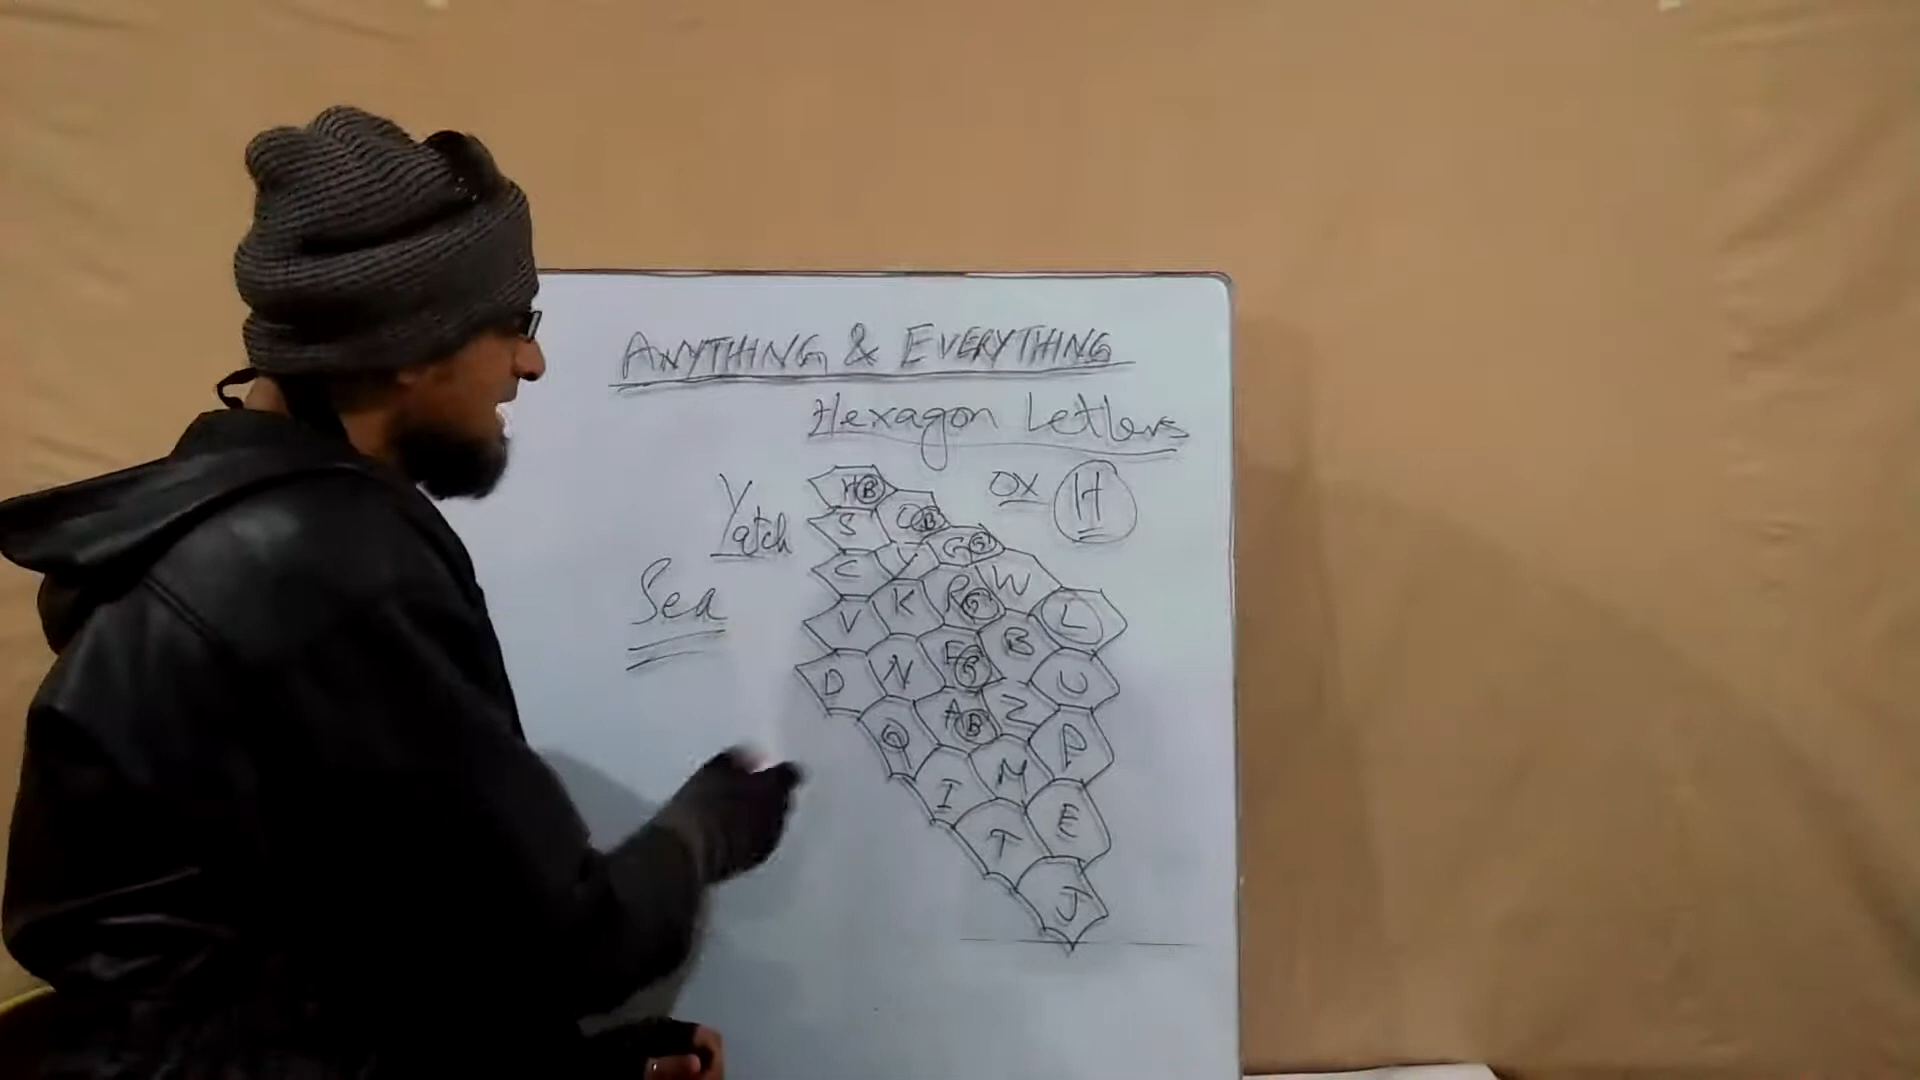 ANYTHING & EVERYTHING
Hexagon Letters
Yatch
OX H
Sea
H B
S C B
C Y G G
V K R G W L
D N E B B U
Q A B Z P
I M E
T J